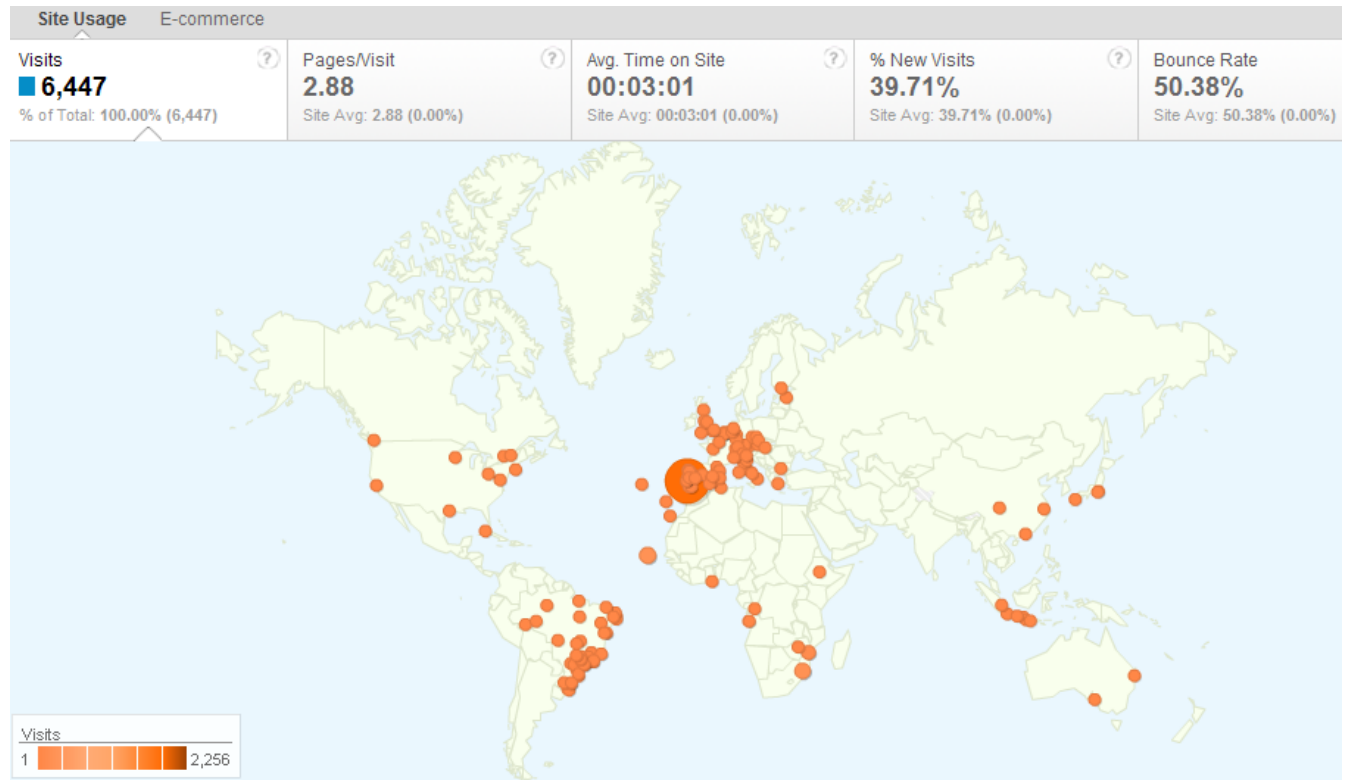 Site Usage E-commerce
Visits ? Pages/Visit ? Avg. Time on Site ? % New Visits ? Bounce Rate
6,447 2.88 00:03:01 39.71% 50.38%
% of Total: 100.00% (6,447) Site Avg: 2.88 (0.00%) Site Avg: 00:03:01 (0.00%) Site Avg: 39.71% (0.00%) Site Avg: 50.38% (0.00%)
Visits
1 2,256